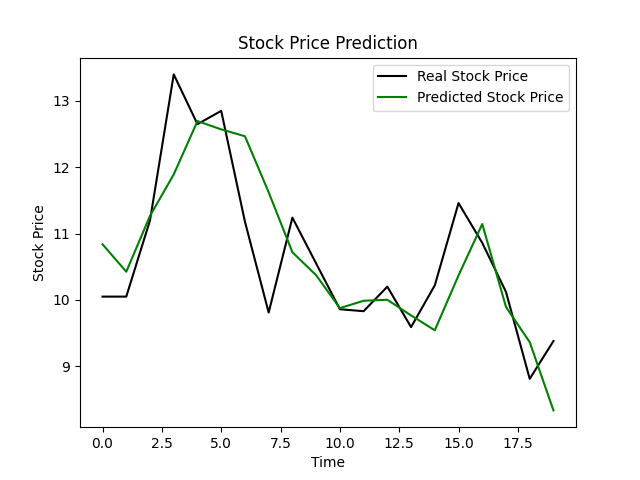 Stock Price Prediction
Real Stock Price
Predicted Stock Price
Stock Price
13
12
11
10
9
0.0 2.5 5.0 7.5 10.0 12.5 15.0 17.5
Time